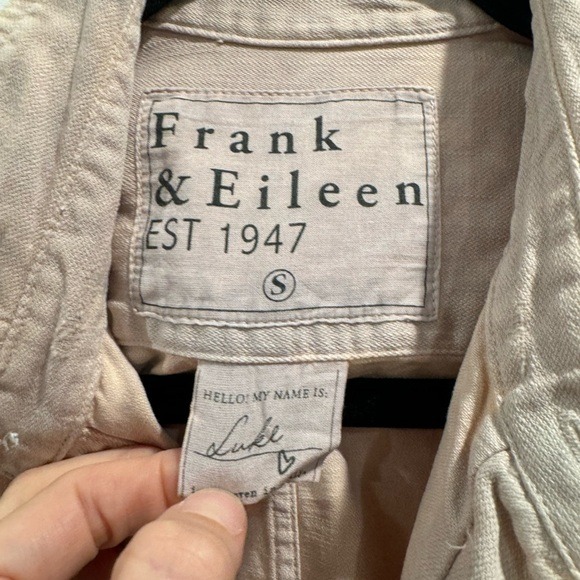 Frank
& Eileen
EST 1947
S
HELLO! MY NAME IS:
Luke